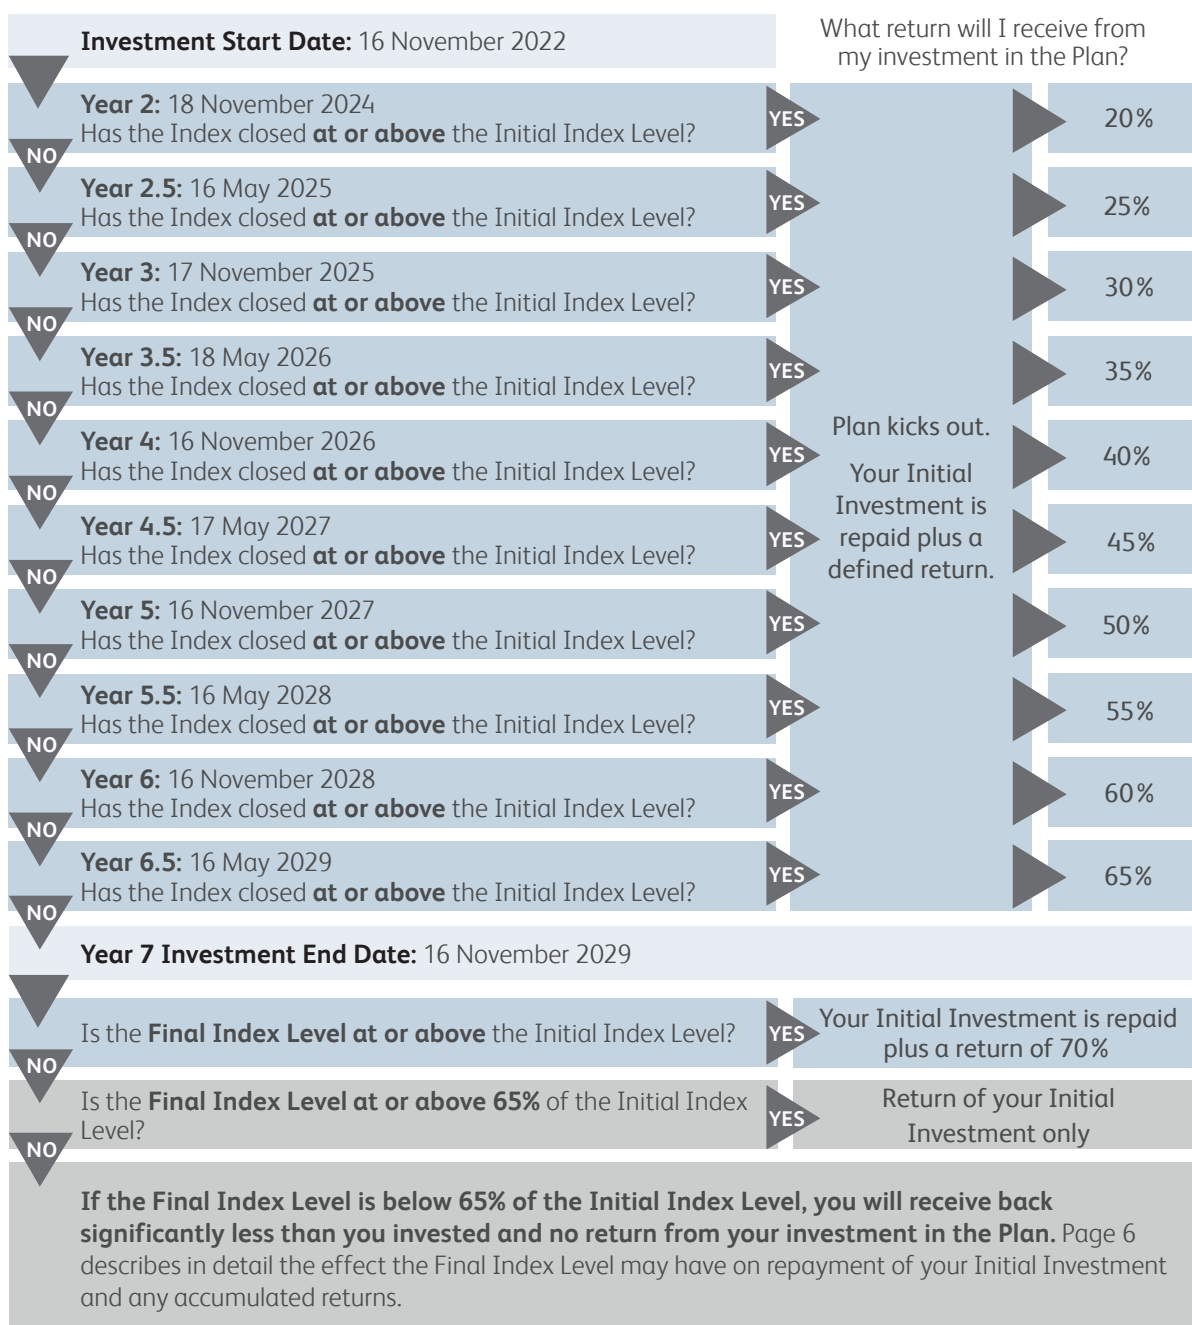 Investment Start Date: 16 November 2022
What return will I receive from
my investment in the Plan?
Year 2: 18 November 2024
Has the Index closed at or above the Initial Index Level?
YES
20%
NO
Year 2.5: 16 May 2025
Has the Index closed at or above the Initial Index Level?
YES
25%
NO
Year 3: 17 November 2025
Has the Index closed at or above the Initial Index Level?
YES
30%
NO
Year 3.5: 18 May 2026
Has the Index closed at or above the Initial Index Level?
YES
35%
NO
Year 4: 16 November 2026
Has the Index closed at or above the Initial Index Level?
YES
40%
NO
Year 4.5: 17 May 2027
Has the Index closed at or above the Initial Index Level?
YES
45%
NO
Year 5: 16 November 2027
Has the Index closed at or above the Initial Index Level?
YES
50%
NO
Year 5.5: 16 May 2028
Has the Index closed at or above the Initial Index Level?
YES
55%
NO
Year 6: 16 November 2028
Has the Index closed at or above the Initial Index Level?
YES
60%
NO
Year 6.5: 16 May 2029
Has the Index closed at or above the Initial Index Level?
YES
65%
NO
Plan kicks out.
Your Initial
Investment is
repaid plus a
defined return.
Year 7 Investment End Date: 16 November 2029
Is the Final Index Level at or above the Initial Index Level?
YES
Your Initial Investment is repaid
plus a return of 70%
NO
Is the Final Index Level at or above 65% of the Initial Index
Level?
YES
Return of your Initial
Investment only
NO
If the Final Index Level is below 65% of the Initial Index Level, you will receive back
significantly less than you invested and no return from your investment in the Plan. Page 6
describes in detail the effect the Final Index Level may have on repayment of your Initial Investment
and any accumulated returns.